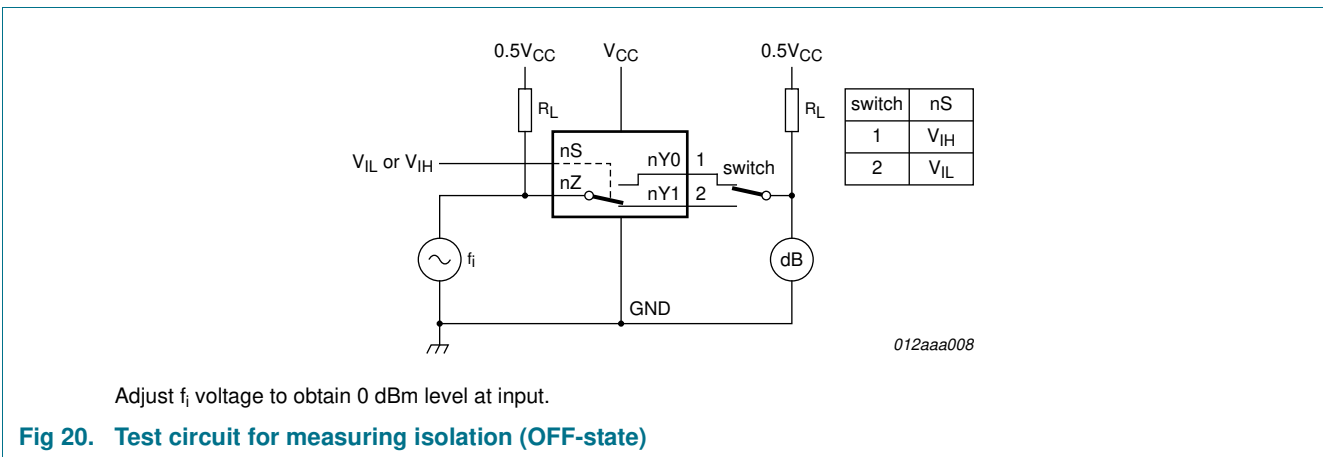 0.5VCC VCC 0.5VCC
RL RL
switch nS
1 VIH
2 VIL
VIL or VIH
nS nY0 1 switch
nZ nY1 2
fi dB
GND
012aaa008
Adjust fi voltage to obtain 0 dBm level at input.
Fig 20. Test circuit for measuring isolation (OFF-state)